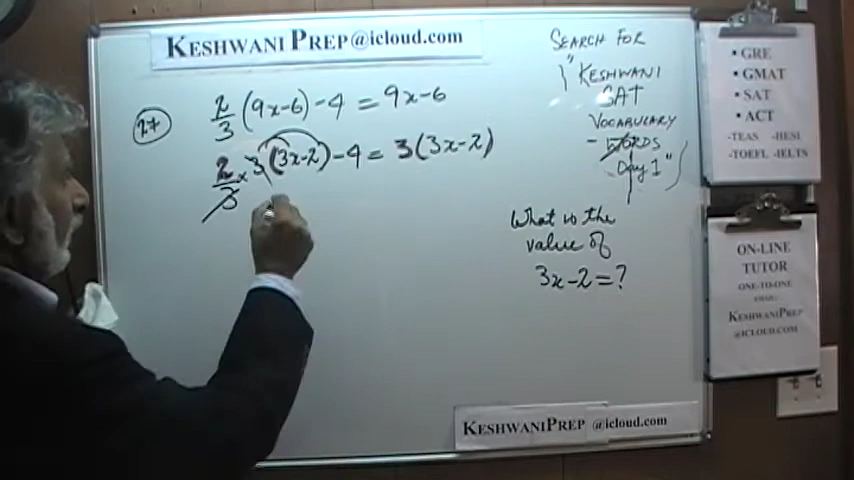 KESHWANI PREP@icloud.com
27
2/3 (9x-6) -4 = 9x-6
2/3 × 3(3x-2) -4 = 3(3x-2)
SEARCH FOR
"KESHWANI
SAT
VOCABULARY
- WORDS
Day 1"
What is the
value of
3x-2=?
• GRE
• GMAT
• SAT
• ACT
-TEAS -HESI
-TOEFL -IELTS
ON-LINE
TUTOR
ONE-TO-ONE
EMAIL:
KESHWANIPREP
@ICLOUD.COM
KESHWANIPREP @icloud.com